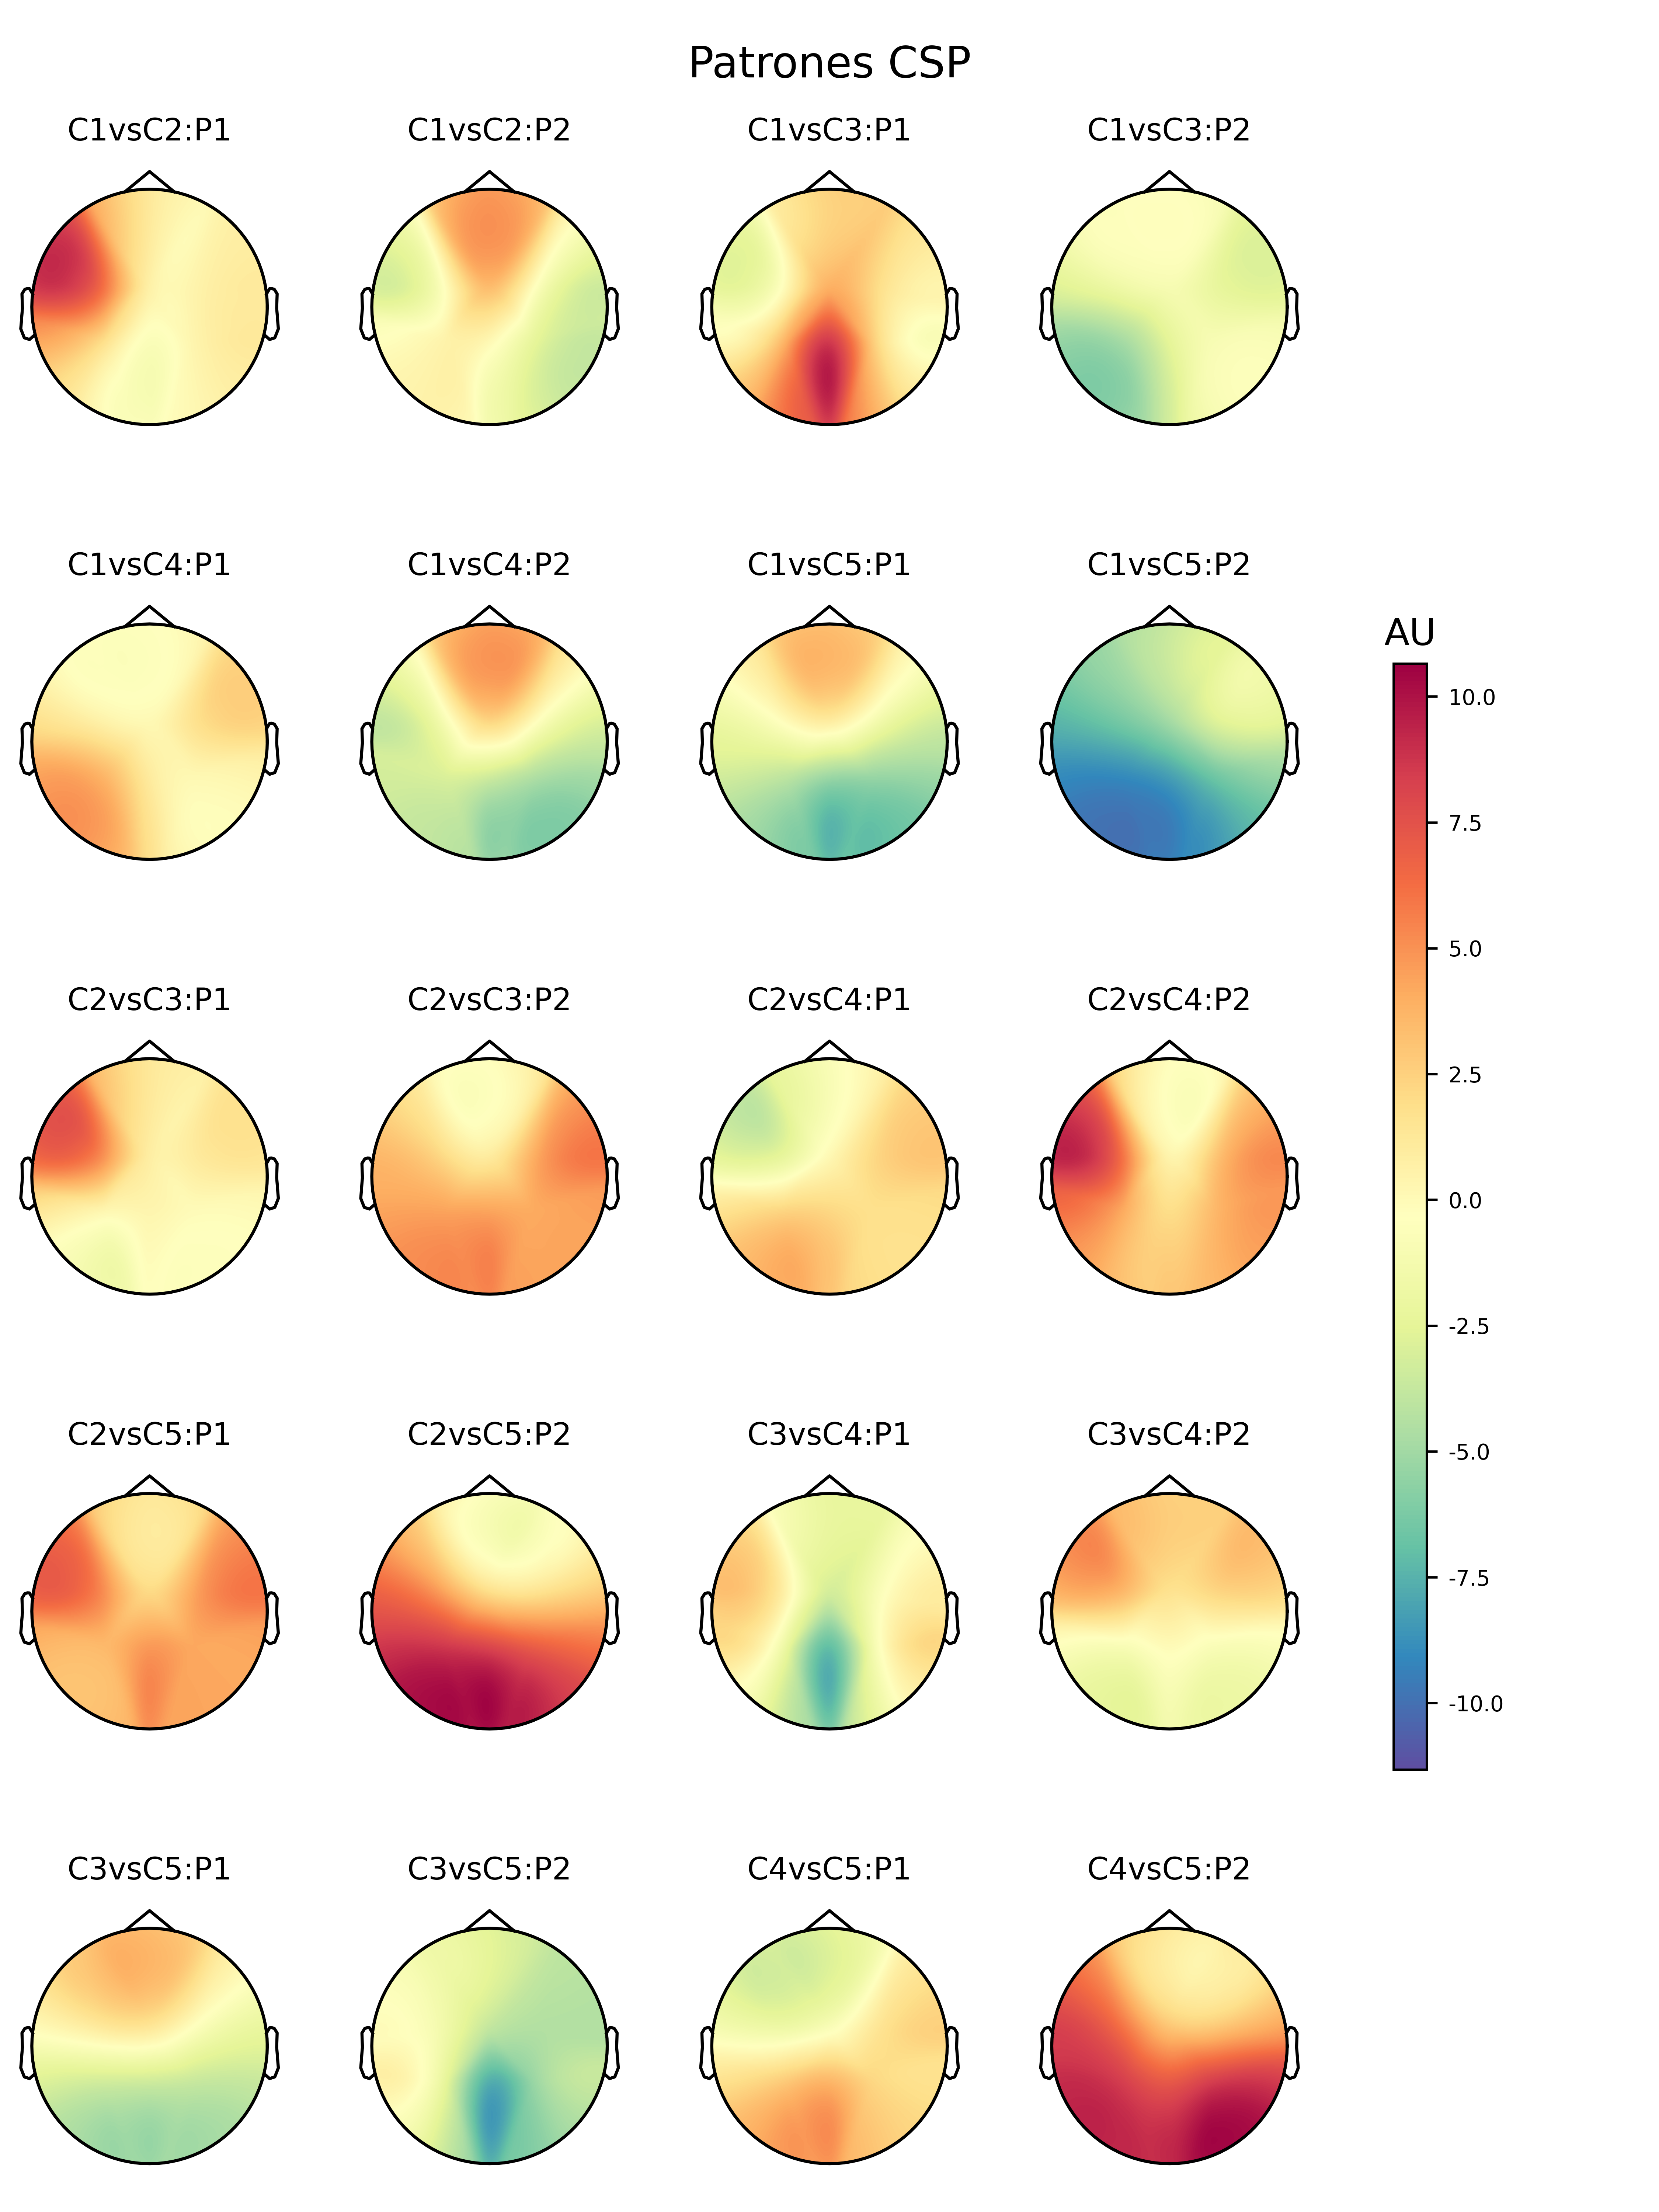 Patrones CSP
C1vsC2:P1
C1vsC2:P2
C1vsC3:P1
C1vsC3:P2
C1vsC4:P1
C1vsC4:P2
C1vsC5:P1
C1vsC5:P2
AU
10.0
7.5
5.0
2.5
0.0
-2.5
-5.0
-7.5
-10.0
C2vsC3:P1
C2vsC3:P2
C2vsC4:P1
C2vsC4:P2
C2vsC5:P1
C2vsC5:P2
C3vsC4:P1
C3vsC4:P2
C3vsC5:P1
C3vsC5:P2
C4vsC5:P1
C4vsC5:P2